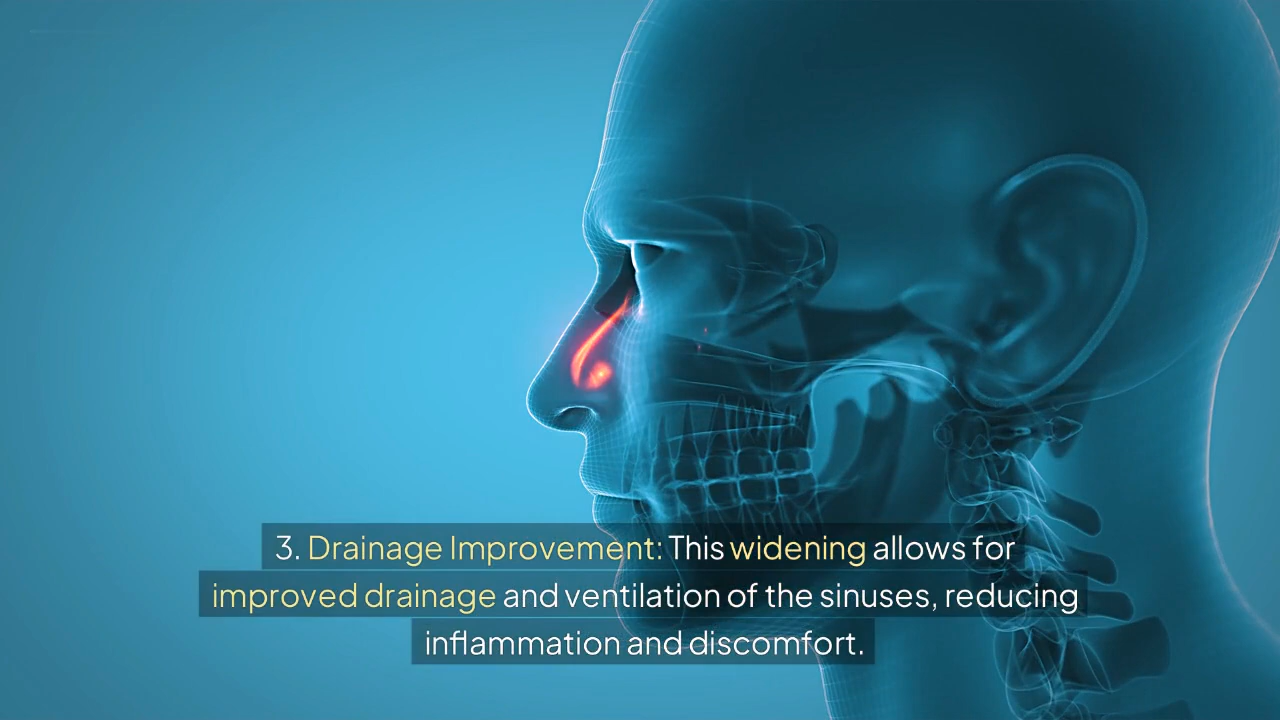 3. Drainage Improvement: This widening allows for
improved drainage and ventilation of the sinuses, reducing
inflammation and discomfort.